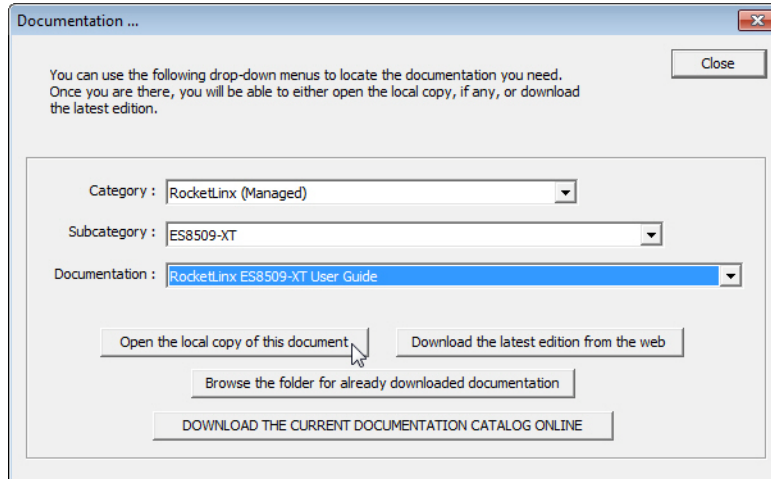 Documentation ...
Close
You can use the following drop-down menus to locate the documentation you need.
Once you are there, you will be able to either open the local copy, if any, or download
the latest edition.
Category : RocketLinx (Managed)
Subcategory : ES8509-XT
Documentation : RocketLinx ES8509-XT User Guide
Open the local copy of this document Download the latest edition from the web
Browse the folder for already downloaded documentation
DOWNLOAD THE CURRENT DOCUMENTATION CATALOG ONLINE